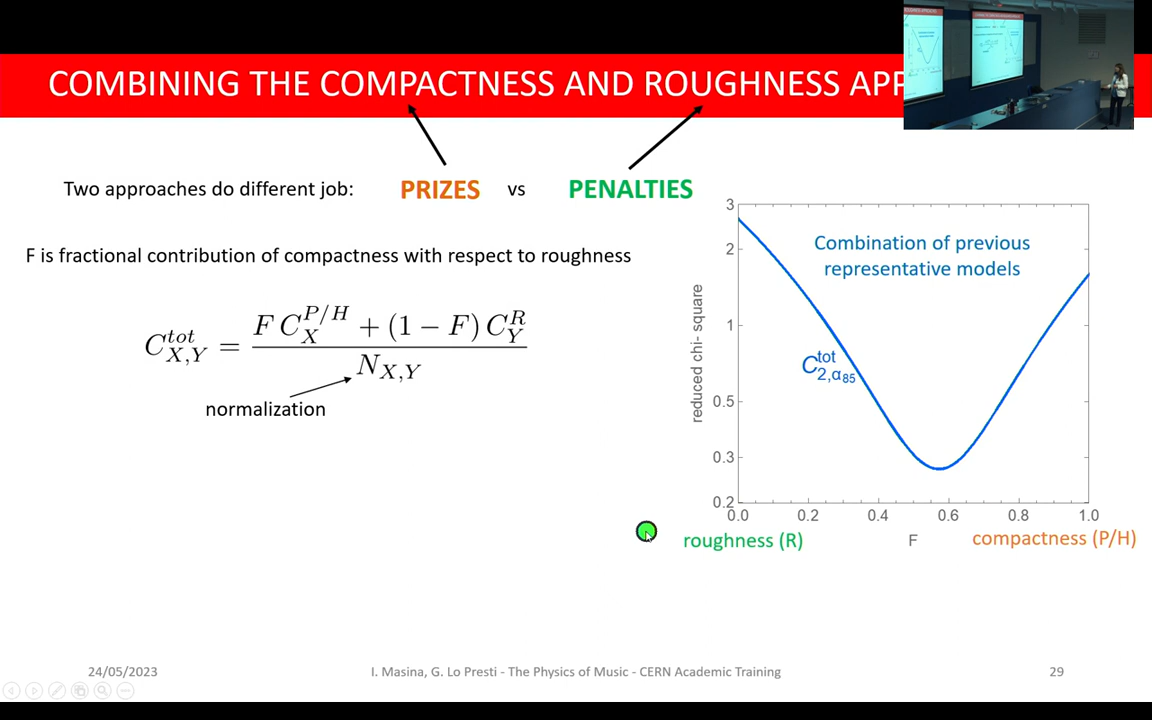 COMBINING THE COMPACTNESS AND ROUGHNESS APP
Two approaches do different job: PRIZES vs PENALTIES
F is fractional contribution of compactness with respect to roughness
C^{tot}_{X,Y} = \frac{F C^{P/H}_X + (1 − F) C^R_Y}{N_{X,Y}}
normalization
3
2
1
0.5
0.3
0.2
reduced chi- square
Combination of previous
representative models
C^{tot}_{2,α_{85}}
0.0 0.2 0.4 0.6 0.8 1.0
roughness (R) F compactness (P/H)
24/05/2023 I. Masina, G. Lo Presti - The Physics of Music - CERN Academic Training 29